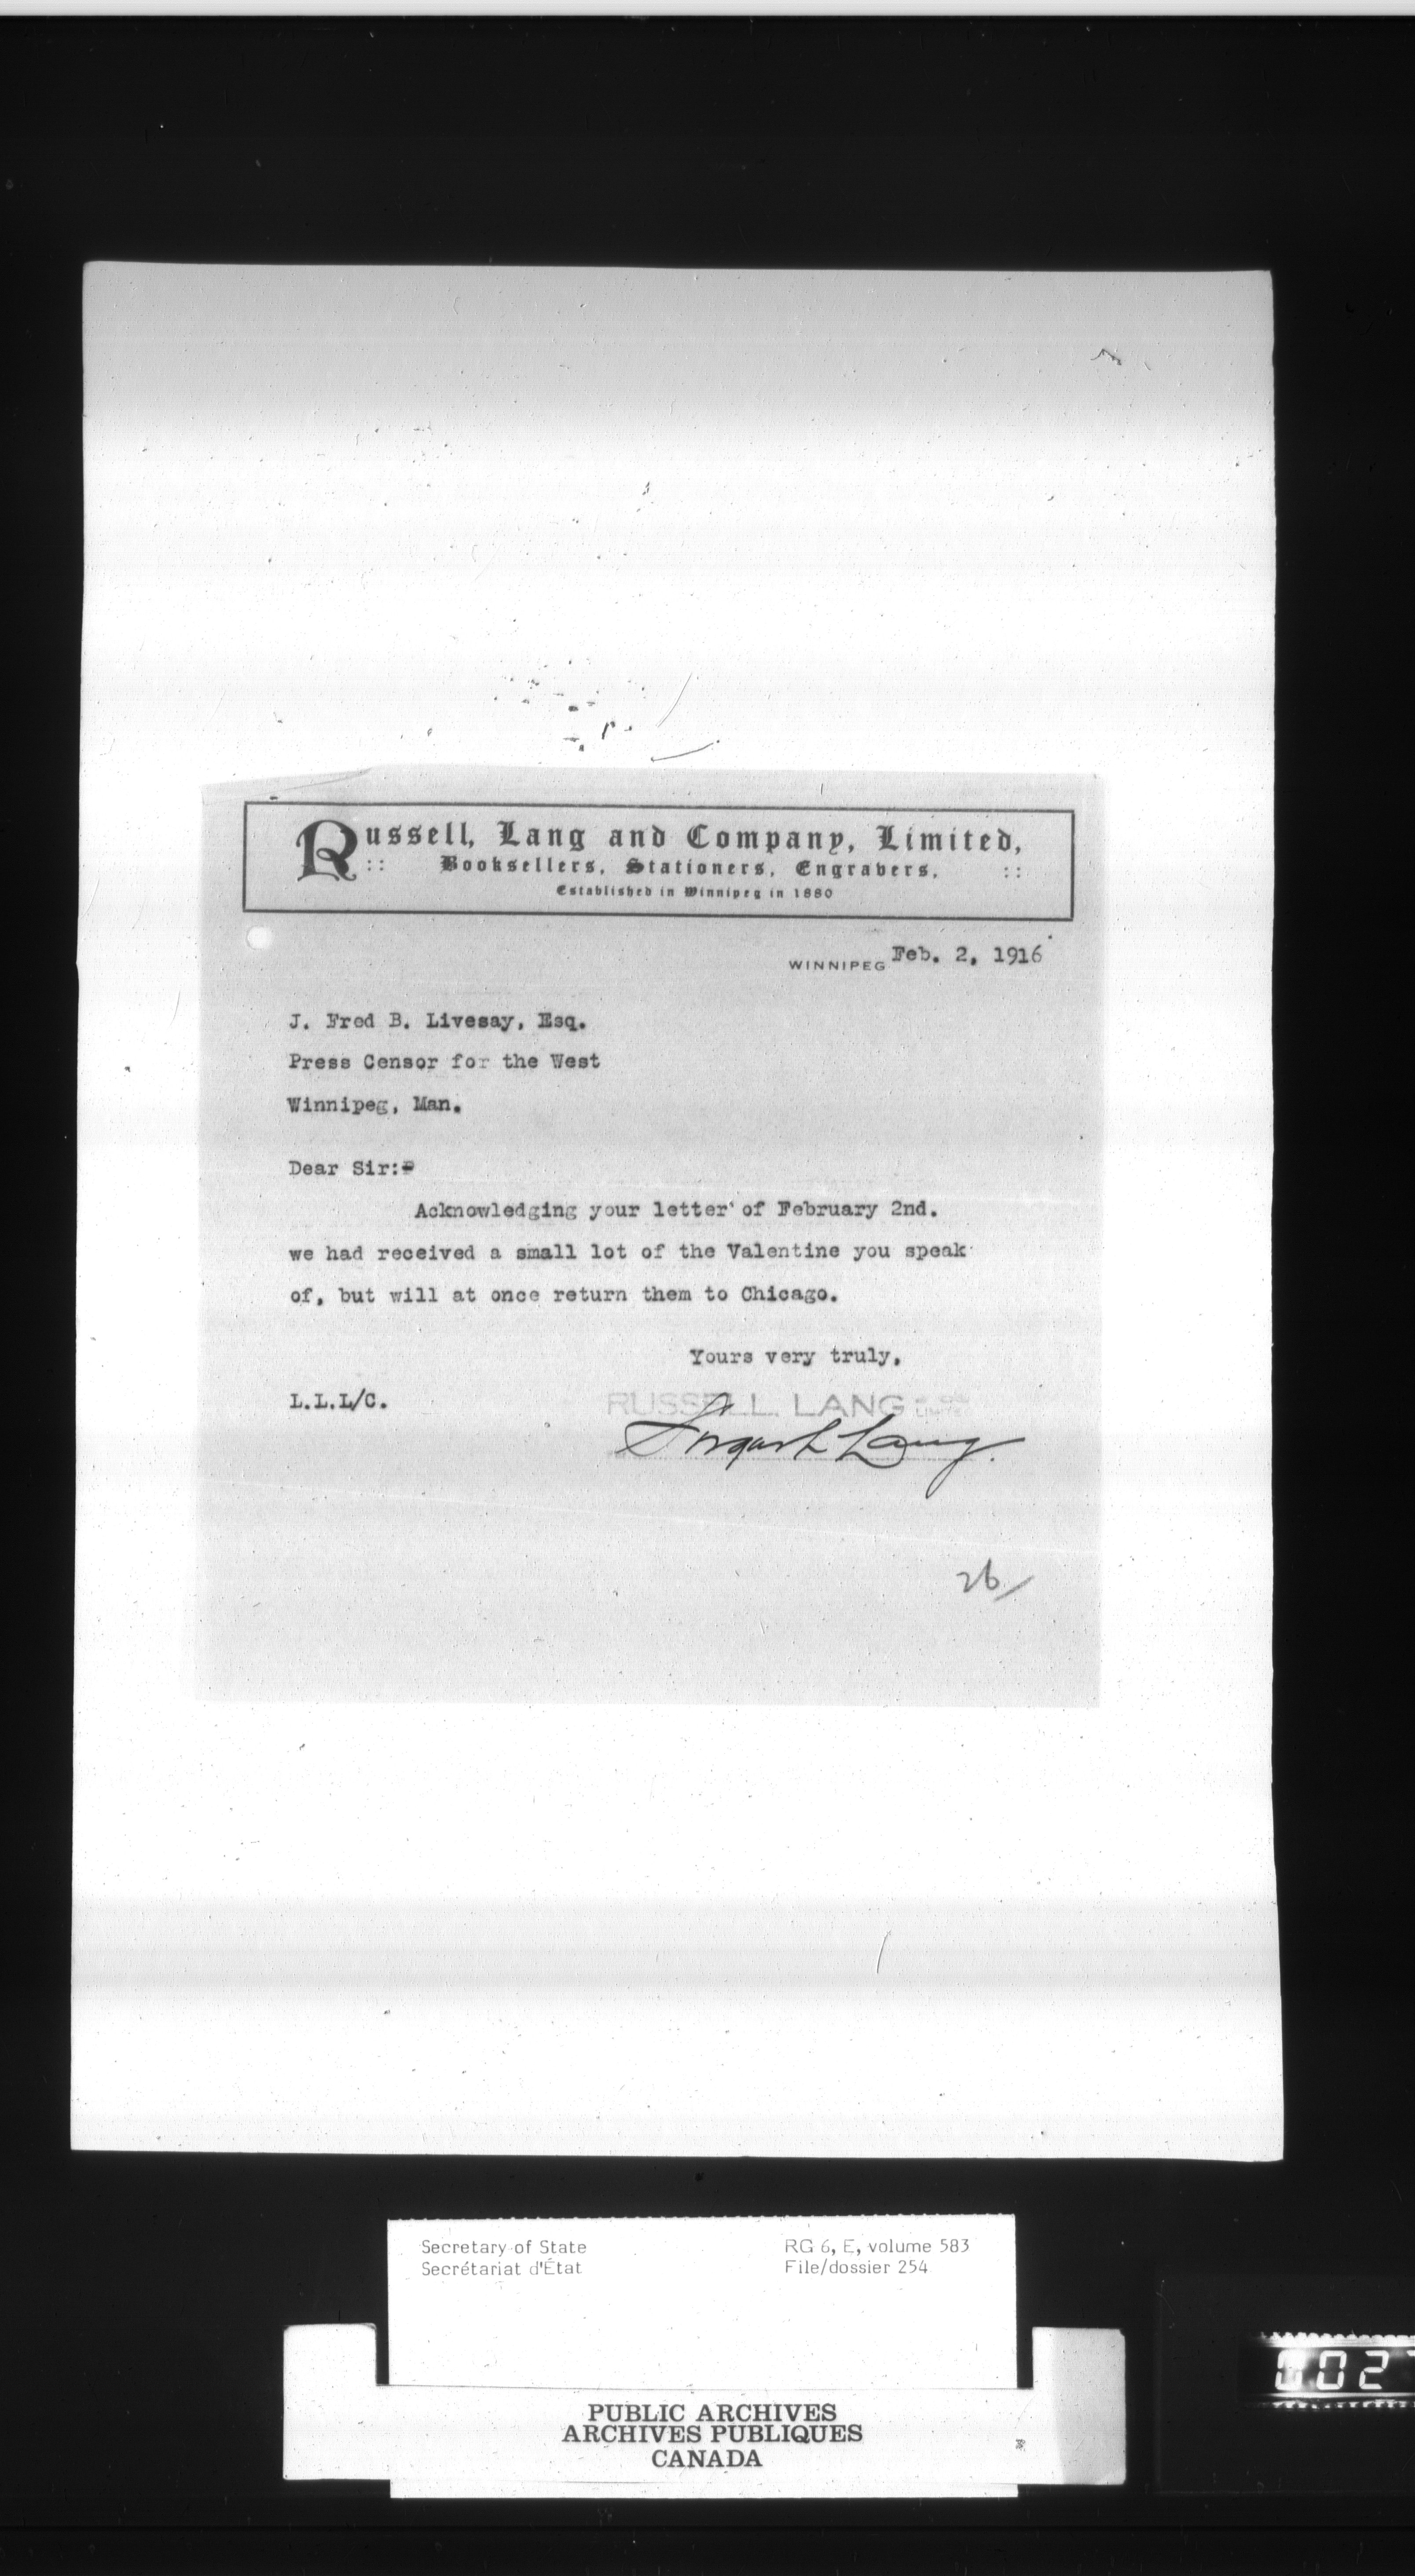 Russell, Lang and Company, Limited,
:: Booksellers, Stationers, Engravers, ::
Established in Winnipeg in 1880
WINNIPEG Feb. 2, 1916
J. Fred B. Livesay, Esq.
Press Censor for the West
Winnipeg, Man.
Dear Sir:-
Acknowledging your letter of February 2nd.
we had received a small lot of the Valentine you speak
of, but will at once return them to Chicago.
Yours very truly,
L.L.L/C.
RUSSELL LANG
Lang
26
Secretary of State
Secrétariat d'État
RG 6, E, volume 583
File/dossier 254
PUBLIC ARCHIVES
ARCHIVES PUBLIQUES
CANADA
002